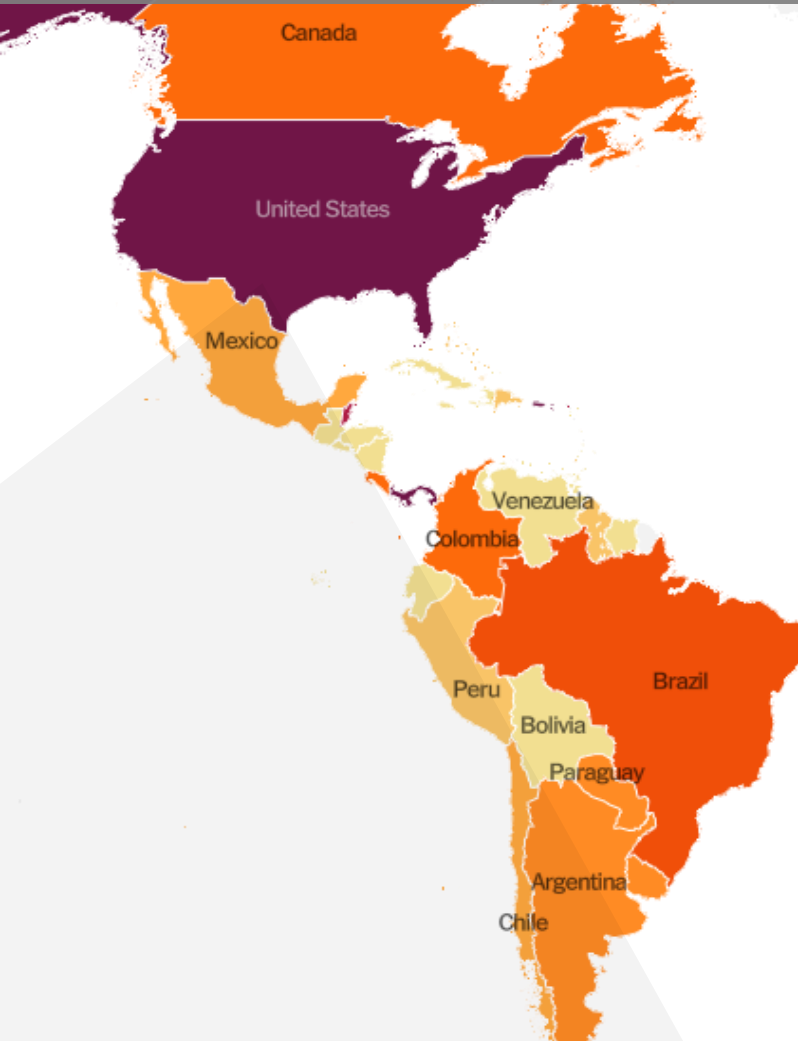 Canada
United States
Mexico
Venezuela
Colombia
Brazil
Peru
Bolivia
Paraguay
Argentina
Chile